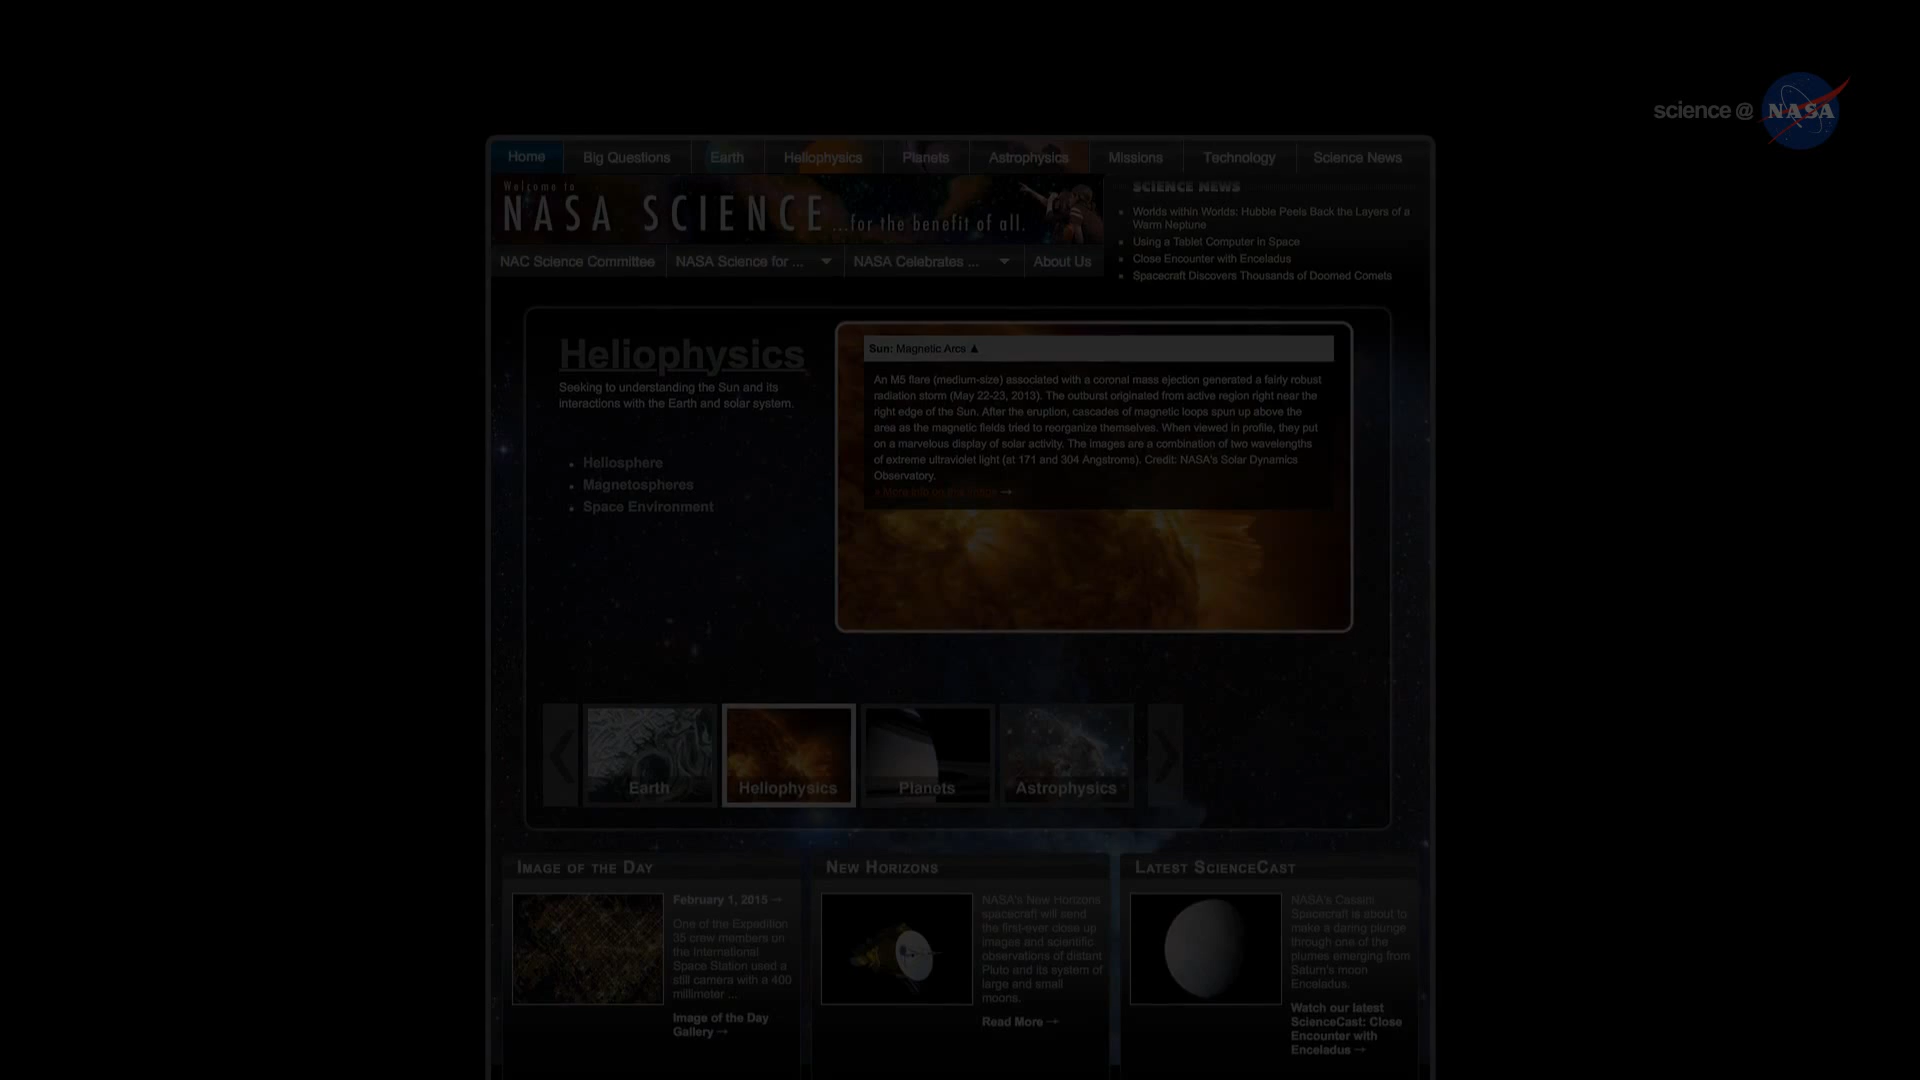 science @ NASA
Home
Big Questions
Earth
Heliophysics
Planets
Astrophysics
Missions
Technology
Science News
Welcome to
NASA SCIENCE ...for the benefit of all.
SCIENCE NEWS
Worlds within Worlds: Hubble Peels Back the Layers of a
Warm Neptune
Using a Tablet Computer in Space
Close Encounter with Enceladus
Spacecraft Discovers Thousands of Doomed Comets
NAC Science Committee
NASA Science for ...
NASA Celebrates ...
About Us
Heliophysics
Seeking to understanding the Sun and its
interactions with the Earth and solar system.
Heliosphere
Magnetospheres
Space Environment
Sun: Magnetic Arcs ▲
An M5 flare (medium-size) associated with a coronal mass ejection generated a fairly robust
radiation storm (May 22-23, 2013). The outburst originated from active region right near the
right edge of the Sun. After the eruption, cascades of magnetic loops spun up above the
area as the magnetic fields tried to reorganize themselves. When viewed in profile, they put
on a marvelous display of solar activity. The images are a combination of two wavelengths
of extreme ultraviolet light (at 171 and 304 Angstroms). Credit: NASA's Solar Dynamics
Observatory.
» More info on this image →
Earth
Heliophysics
Planets
Astrophysics
Image of the Day
February 1, 2015 →
One of the Expedition
35 crew members on
the International
Space Station used a
still camera with a 400
millimeter ...
Image of the Day
Gallery →
New Horizons
NASA's New Horizons
spacecraft will send
the first-ever close up
images and scientific
observations of distant
Pluto and its system of
large and small
moons.
Read More →
Latest ScienceCast
NASA's Cassini
Spacecraft is about to
make a daring plunge
through one of the
plumes emerging from
Saturn's moon
Enceladus.
Watch our latest
ScienceCast: Close
Encounter with
Enceladus →